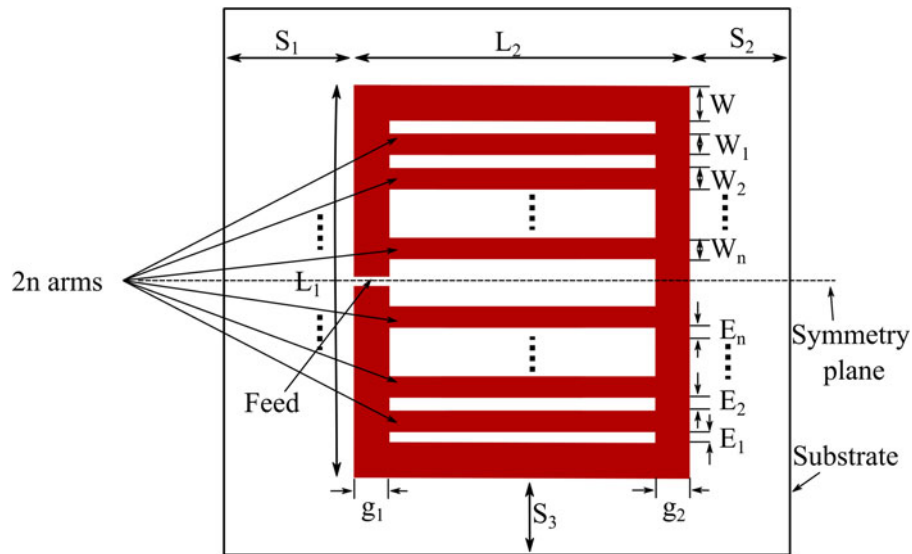 S₁
L₂
S₂
W
W₁
W₂
Wₙ
2n arms
L₁
Symmetry
plane
Eₙ
Feed
E₂
E₁
Substrate
g₁
S₃
g₂